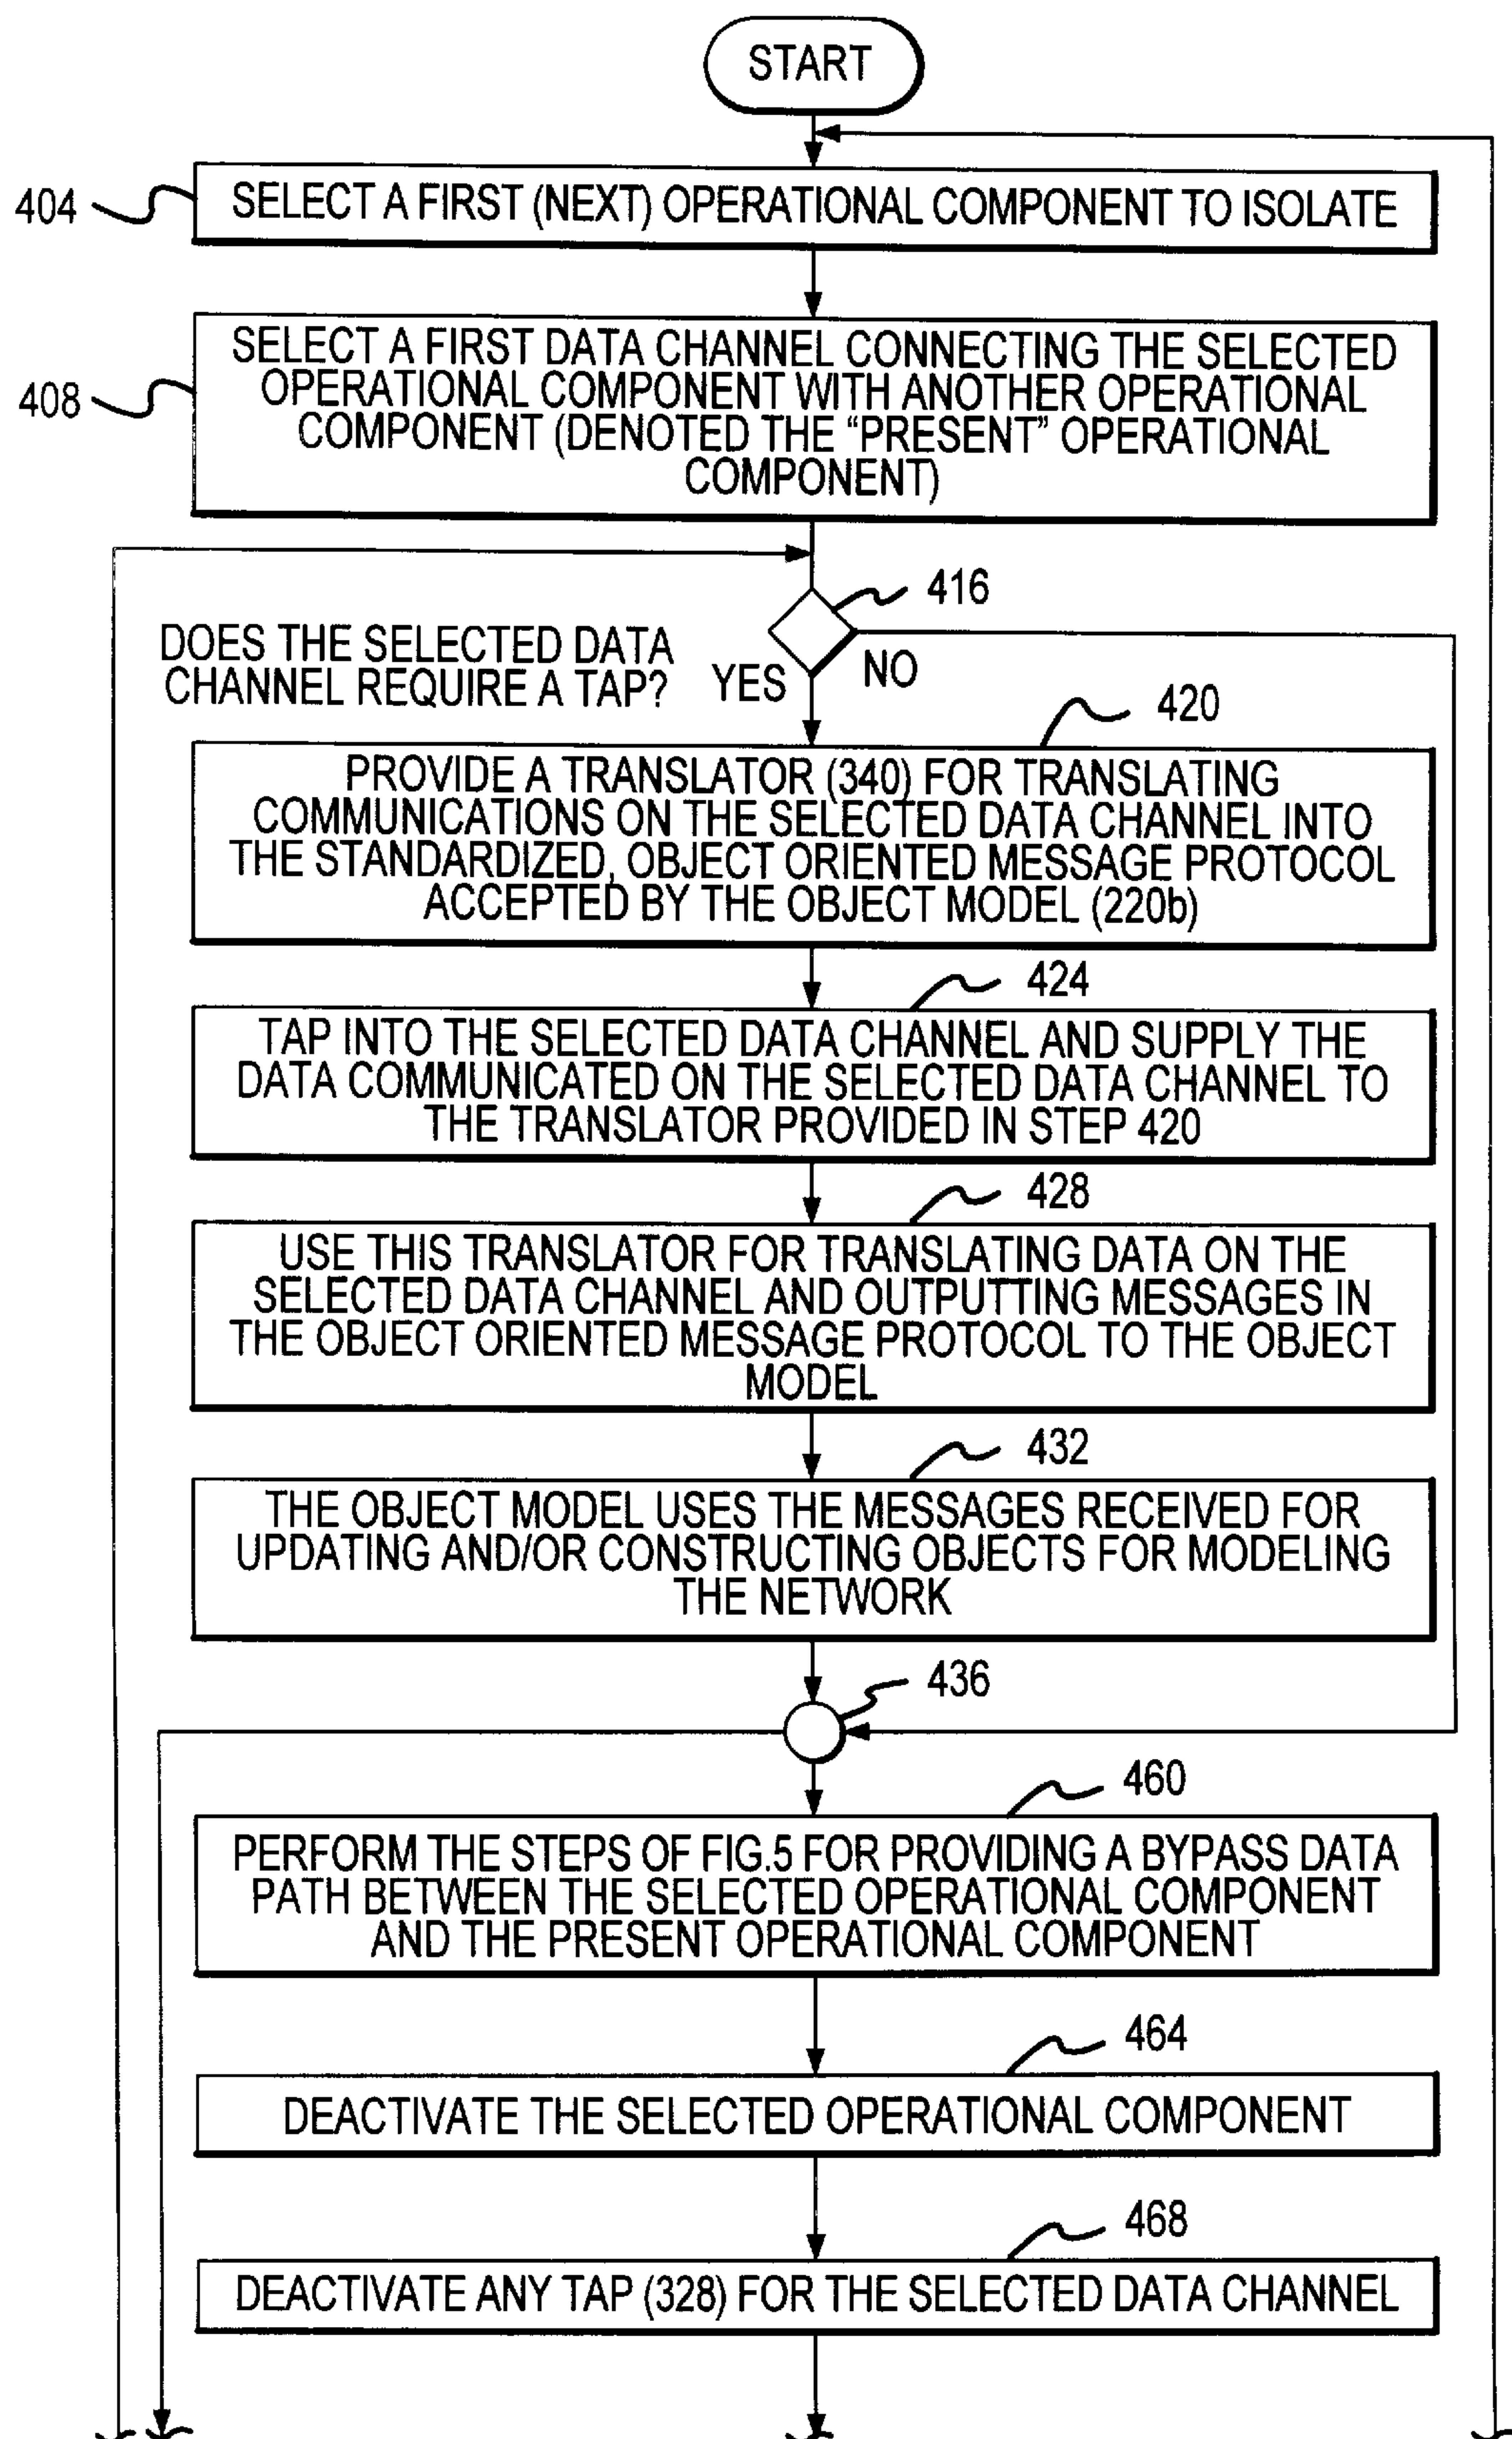 START
404
SELECT A FIRST (NEXT) OPERATIONAL COMPONENT TO ISOLATE
408
SELECT A FIRST DATA CHANNEL CONNECTING THE SELECTED
OPERATIONAL COMPONENT WITH ANOTHER OPERATIONAL
COMPONENT (DENOTED THE “PRESENT” OPERATIONAL
COMPONENT)
416
DOES THE SELECTED DATA
CHANNEL REQUIRE A TAP?
YES
NO
420
PROVIDE A TRANSLATOR (340) FOR TRANSLATING
COMMUNICATIONS ON THE SELECTED DATA CHANNEL INTO
THE STANDARDIZED, OBJECT ORIENTED MESSAGE PROTOCOL
ACCEPTED BY THE OBJECT MODEL (220b)
424
TAP INTO THE SELECTED DATA CHANNEL AND SUPPLY THE
DATA COMMUNICATED ON THE SELECTED DATA CHANNEL TO
THE TRANSLATOR PROVIDED IN STEP 420
428
USE THIS TRANSLATOR FOR TRANSLATING DATA ON THE
SELECTED DATA CHANNEL AND OUTPUTTING MESSAGES IN
THE OBJECT ORIENTED MESSAGE PROTOCOL TO THE OBJECT
MODEL
432
THE OBJECT MODEL USES THE MESSAGES RECEIVED FOR
UPDATING AND/OR CONSTRUCTING OBJECTS FOR MODELING
THE NETWORK
436
460
PERFORM THE STEPS OF FIG.5 FOR PROVIDING A BYPASS DATA
PATH BETWEEN THE SELECTED OPERATIONAL COMPONENT
AND THE PRESENT OPERATIONAL COMPONENT
464
DEACTIVATE THE SELECTED OPERATIONAL COMPONENT
468
DEACTIVATE ANY TAP (328) FOR THE SELECTED DATA CHANNEL